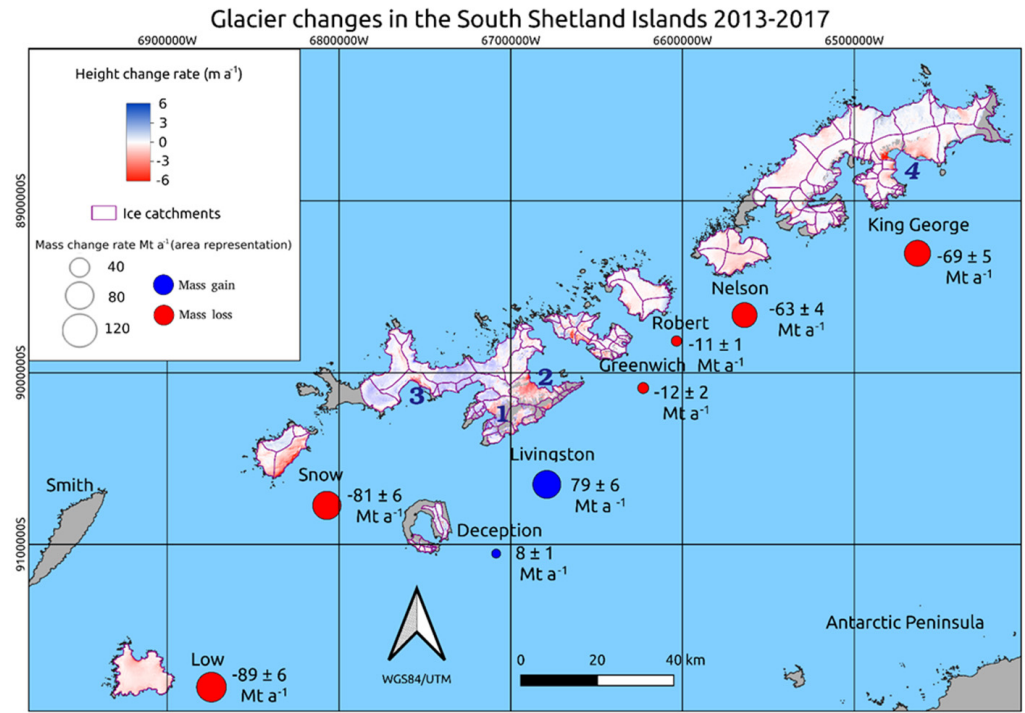 Glacier changes in the South Shetland Islands 2013-2017
6900000W
6800000W
6700000W
6600000W
6500000W
8900000S
9000000S
9100000S
Height change rate (m a⁻¹)
6
3
0
-3
-6
Ice catchments
Mass change rate Mt a⁻¹ (area representation)
40
80
120
Mass gain
Mass loss
4
King George
-69 ± 5
Mt a⁻¹
Nelson
-63 ± 4
Mt a⁻¹
Robert
-11 ± 1
Mt a⁻¹
Greenwich
-12 ± 2
Mt a⁻¹
2
3
1
Livingston
79 ± 6
Mt a⁻¹
Snow
-81 ± 6
Mt a⁻¹
Smith
Deception
8 ± 1
Mt a⁻¹
Low
-89 ± 6
Mt a⁻¹
WGS84/UTM
0 20 40 km
Antarctic Peninsula